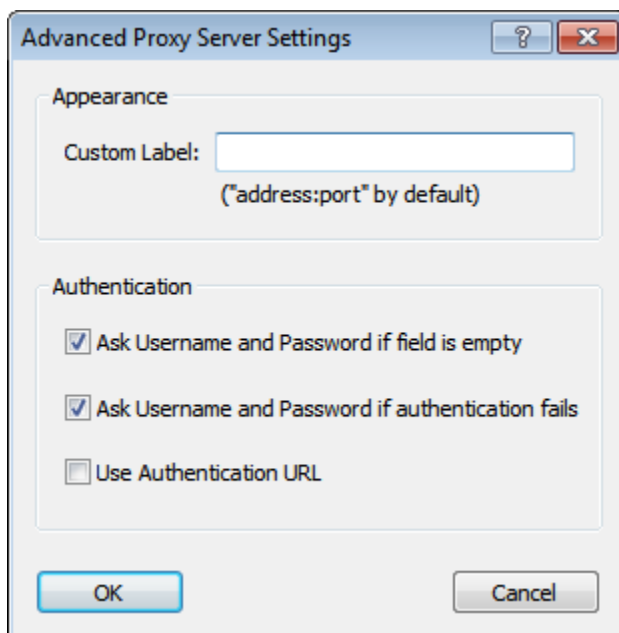 Advanced Proxy Server Settings
Appearance
Custom Label:
("address:port" by default)
Authentication
Ask Username and Password if field is empty
Ask Username and Password if authentication fails
Use Authentication URL
OK
Cancel